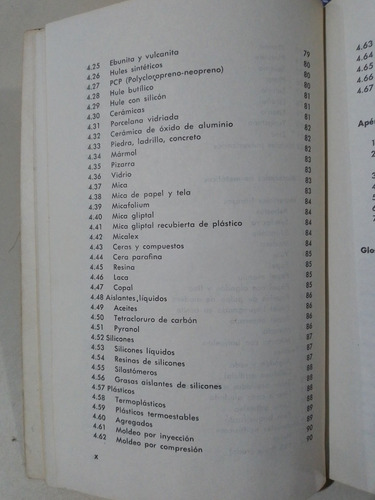 4.25 Ebunita y vulcanita 79
4.26 Hules sintéticos 80
4.27 PCP (Polycloropreno-neopreno) 80
4.28 Hule butílico 80
4.29 Hule con silicón 81
4.30 Cerámicas 81
4.31 Porcelana vidriada 81
4.32 Cerámica de óxido de aluminio 82
4.33 Piedra, ladrillo, concreto 82
4.34 Mármol 82
4.35 Pizarra 83
4.36 Vidrio 83
4.37 Mica 83
4.38 Mica de papel y tela 83
4.39 Micafolium 84
4.40 Mica gliptal 84
4.41 Mica gliptal recubierta de plástico 84
4.42 Micalex 84
4.43 Ceras y compuestos 84
4.44 Cera parafina 85
4.45 Resina 85
4.46 Laca 85
4.47 Copal 85
4.48 Aislantes líquidos 86
4.49 Aceites 86
4.50 Tetracloruro de carbón 86
4.51 Pyranol 87
4.52 Silicones 87
4.53 Silicones líquidos 87
4.54 Resinas de silicones 88
4.55 Silastómeros 88
4.56 Grasas aislantes de silicones 88
4.57 Plásticos 88
4.58 Termoplásticos 88
4.59 Plásticos termoestables 89
4.60 Agregados 89
4.61 Moldeo por inyección 90
4.62 Moldeo por compresión 90
x
4.63
4.64
4.65
4.66
4.67
Apé
Glo